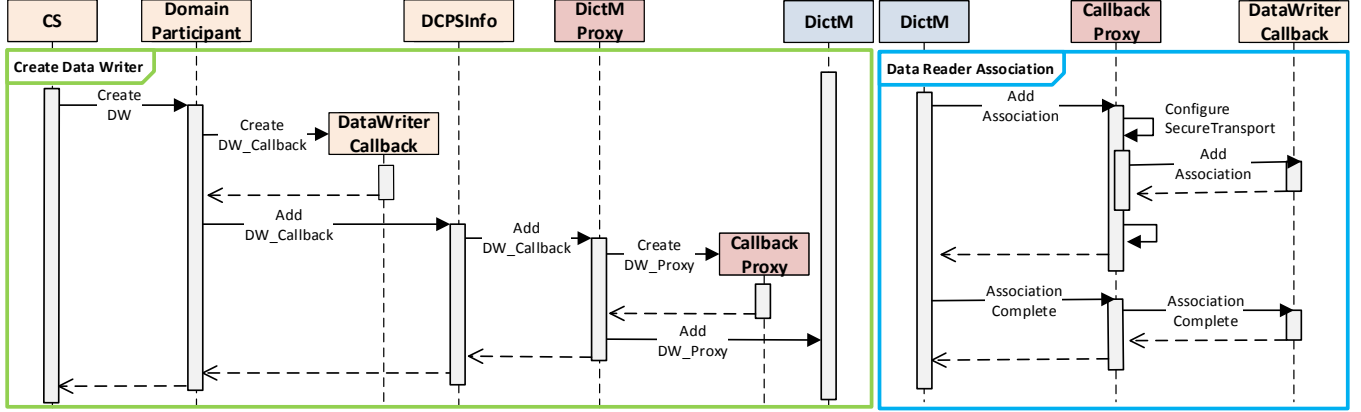 CS
Domain
Participant
DCPSInfo
DictM
Proxy
DictM
DictM
Callback
Proxy
DataWriter
Callback
Create Data Writer
Create
DW
Create
DW_Callback
DataWriter
Callback
Add
DW_Callback
Add
DW_Callback
Create
DW_Proxy
Callback
Proxy
Add
DW_Proxy
Data Reader Association
Add
Association
Configure
SecureTransport
Add
Association
Association
Complete
Association
Complete